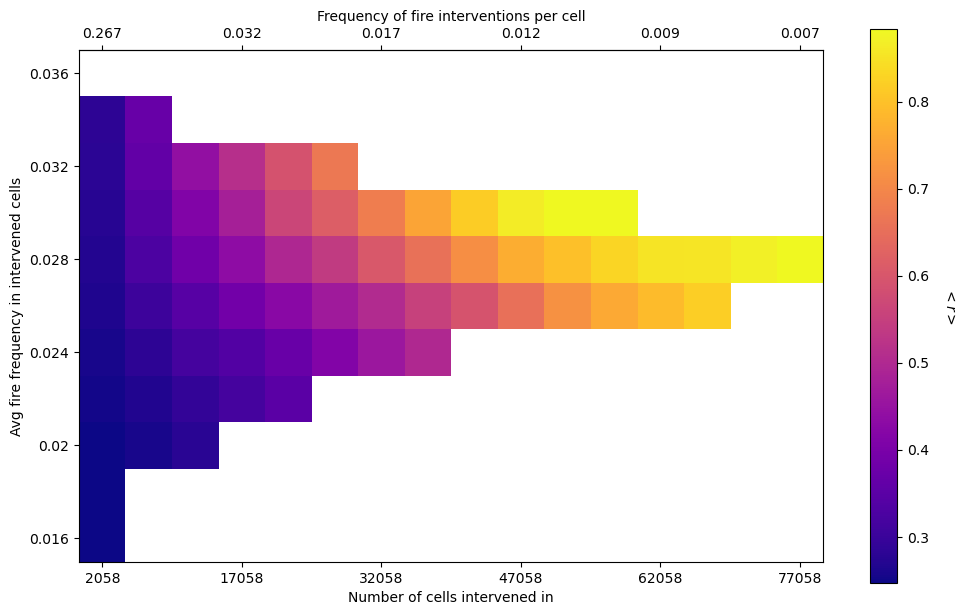 Frequency of fire interventions per cell
0.267 0.032 0.017 0.012 0.009 0.007
0.036
0.032
0.028
0.024
0.02
0.016
Avg fire frequency in intervened cells
2058 17058 32058 47058 62058 77058
Number of cells intervened in
0.8
0.7
0.6
0.5
0.4
0.3
<r>